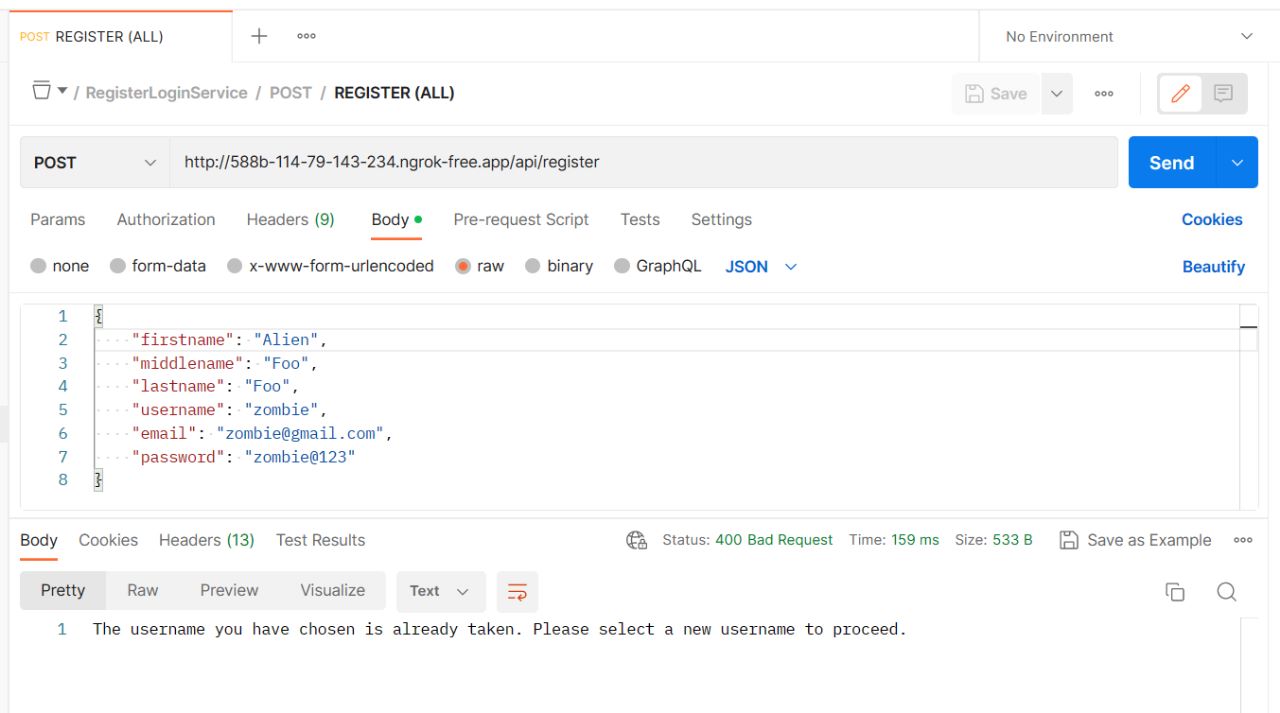 POST REGISTER (ALL)
No Environment
/ RegisterLoginService / POST / REGISTER (ALL)
Save
POST http://588b-114-79-143-234.ngrok-free.app/api/register Send
Params Authorization Headers (9) Body Pre-request Script Tests Settings Cookies
none form-data x-www-form-urlencoded raw binary GraphQL JSON Beautify
1 {
2 "firstname": "Alien",
3 "middlename": "Foo",
4 "lastname": "Foo",
5 "username": "zombie",
6 "email": "zombie@gmail.com",
7 "password": "zombie@123"
8 }
Body Cookies Headers (13) Test Results Status: 400 Bad Request Time: 159 ms Size: 533 B Save as Example
Pretty Raw Preview Visualize Text
1 The username you have chosen is already taken. Please select a new username to proceed.